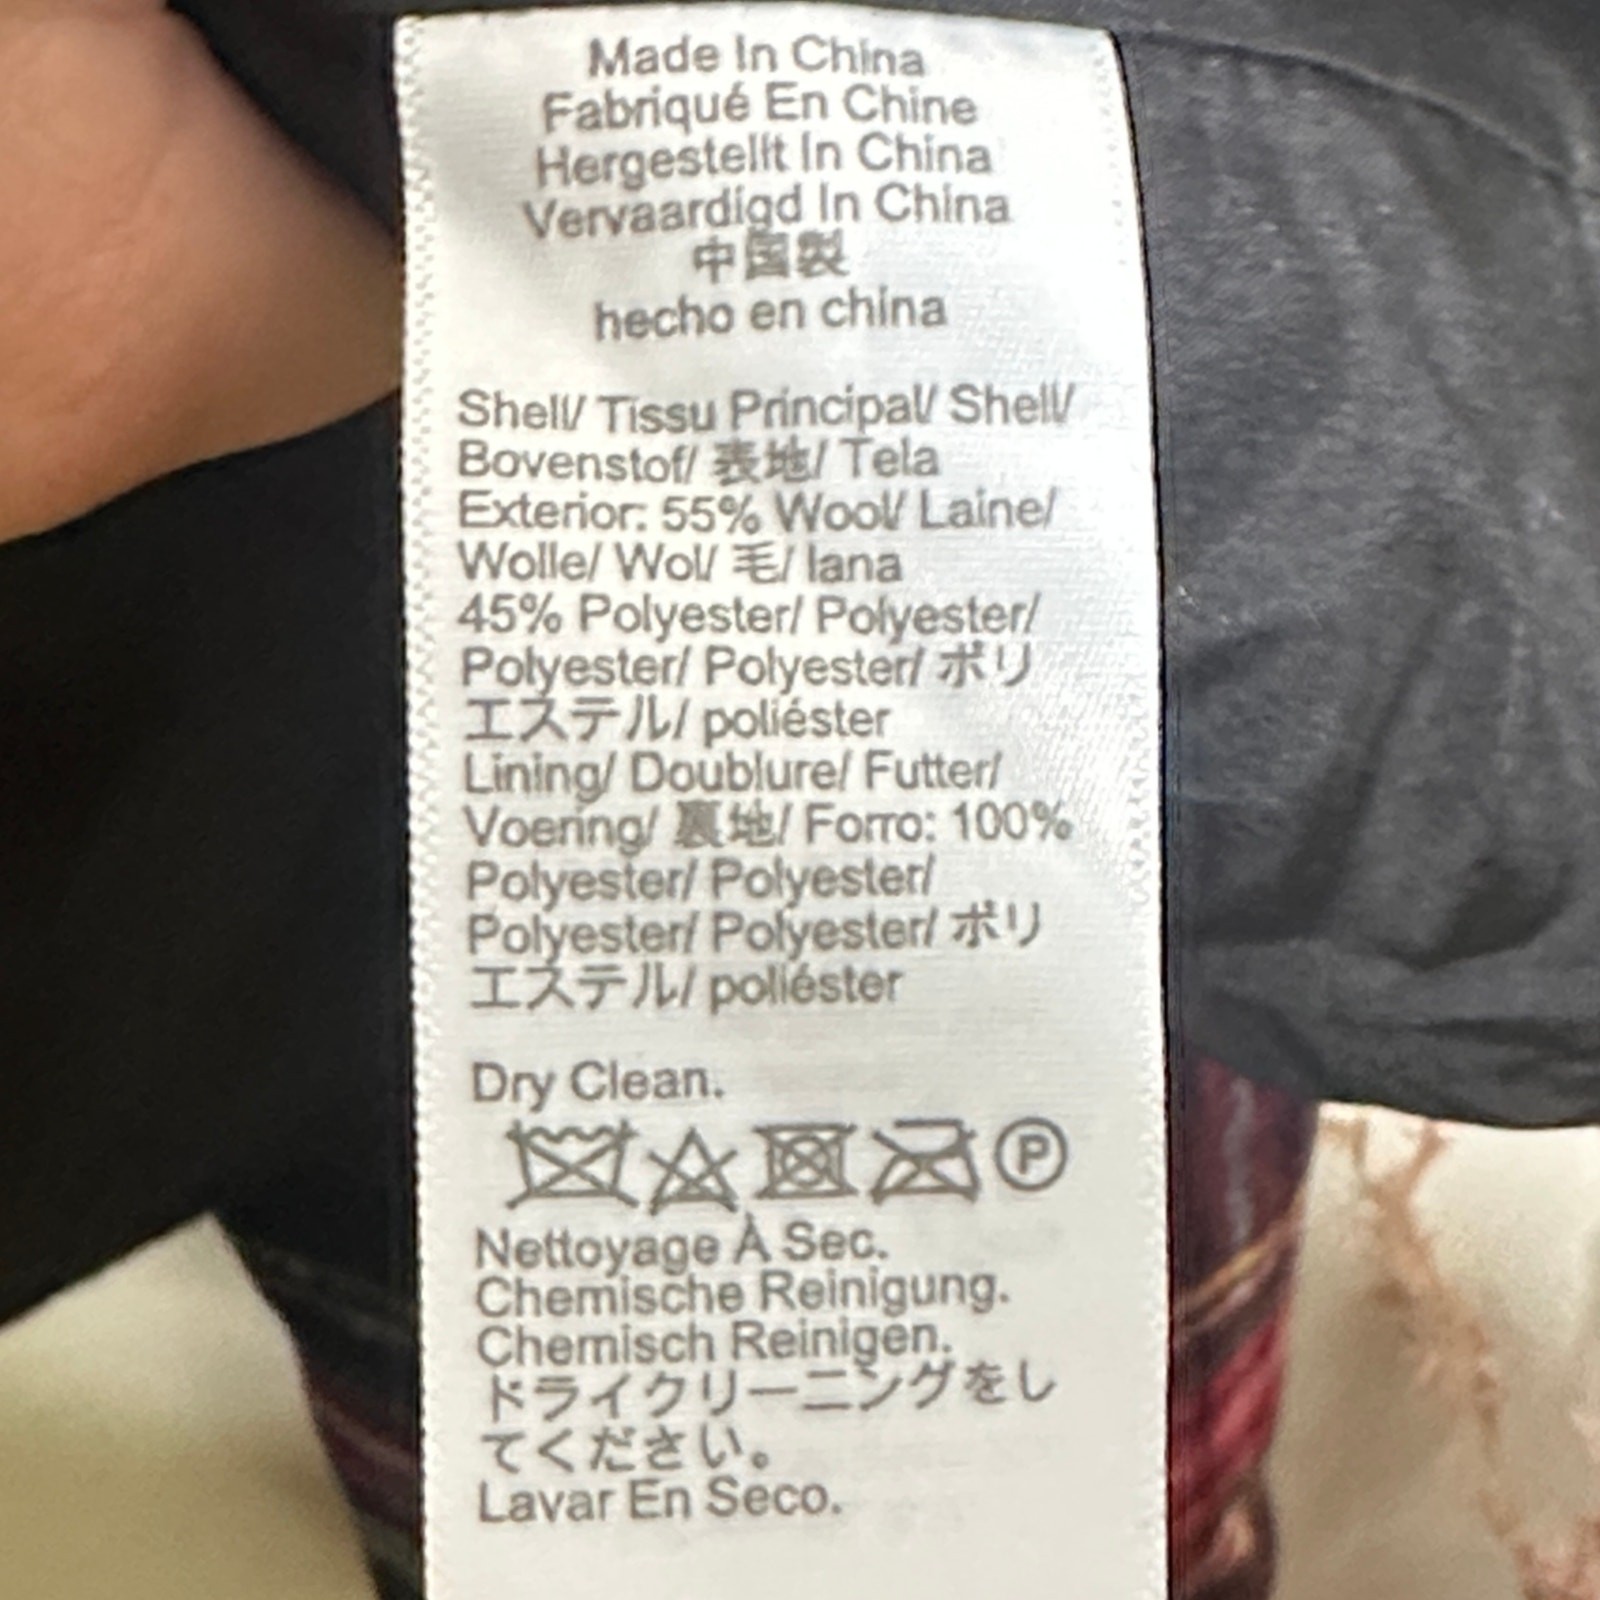 Made In China
Fabriqué En Chine
Hergestellt In China
Vervaardigd In China
中国製
hecho en china
Shell/ Tissu Principal/ Shell/
Bovenstof/ 表地/ Tela
Exterior: 55% Wool/ Laine/
Wolle/ Wol/ 毛/ lana
45% Polyester/ Polyester/
Polyester/ Polyester/ ポリ
エステル/ poliéster
Lining/ Doublure/ Futter/
Voering/ 裏地/ Forro: 100%
Polyester/ Polyester/
Polyester/ Polyester/ ポリ
エステル/ poliéster
Dry Clean.
P
Nettoyage À Sec.
Chemische Reinigung.
Chemisch Reinigen.
ドライクリーニングをし
てください。
Lavar En Seco.